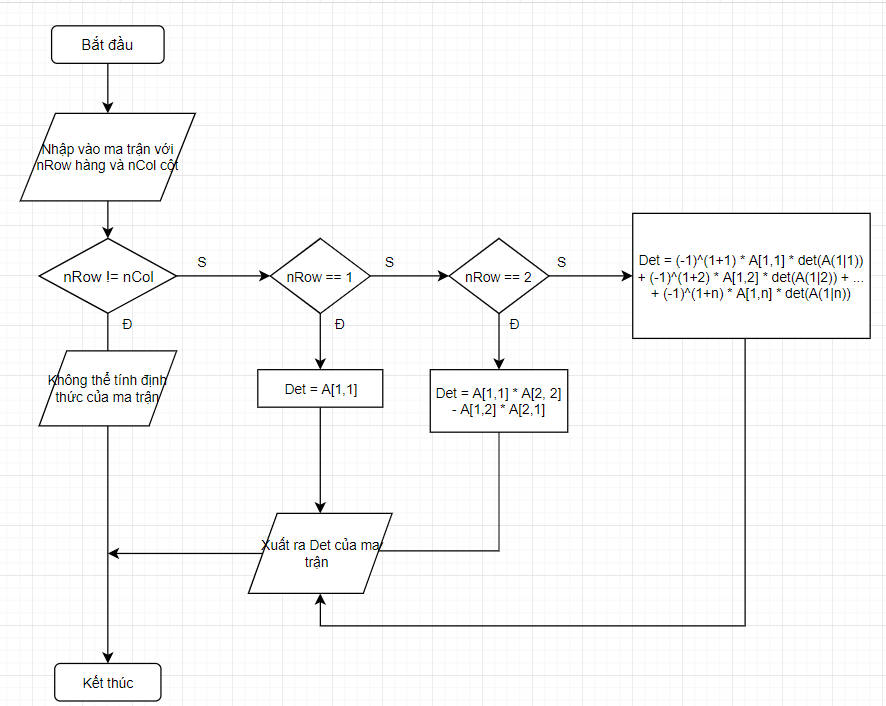 Bắt đầu
Nhập vào ma trận với
nRow hàng và nCol cột
nRow != nCol
S
nRow == 1
S
nRow == 2
S
Det = (-1)^(1+1) * A[1,1] * det(A(1|1))
+ (-1)^(1+2) * A[1,2] * det(A(1|2)) + ...
+ (-1)^(1+n) * A[1,n] * det(A(1|n))
Đ
Đ
Đ
Không thể tính định
thức của ma trận
Det = A[1,1]
Det = A[1,1] * A[2, 2]
- A[1,2] * A[2,1]
Xuất ra Det của ma
trận
Kết thúc